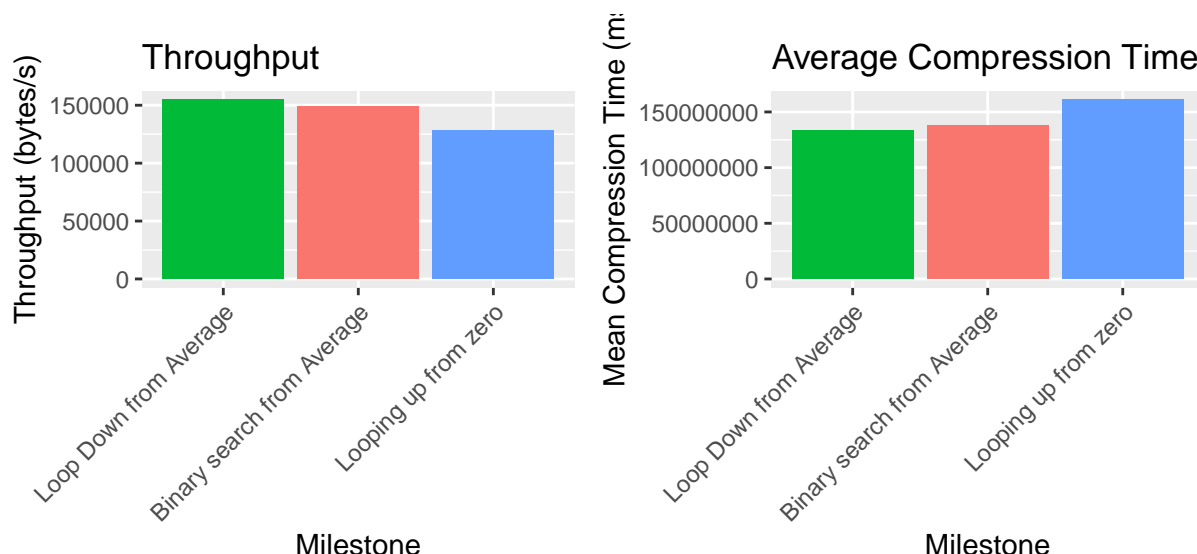 Throughput
Throughput (bytes/s)
150000
100000
50000
0
Loop Down from Average
Binary search from Average
Looping up from zero
Milestone
Average Compression Time
Mean Compression Time (m
150000000
100000000
50000000
0
Loop Down from Average
Binary search from Average
Looping up from zero
Milestone